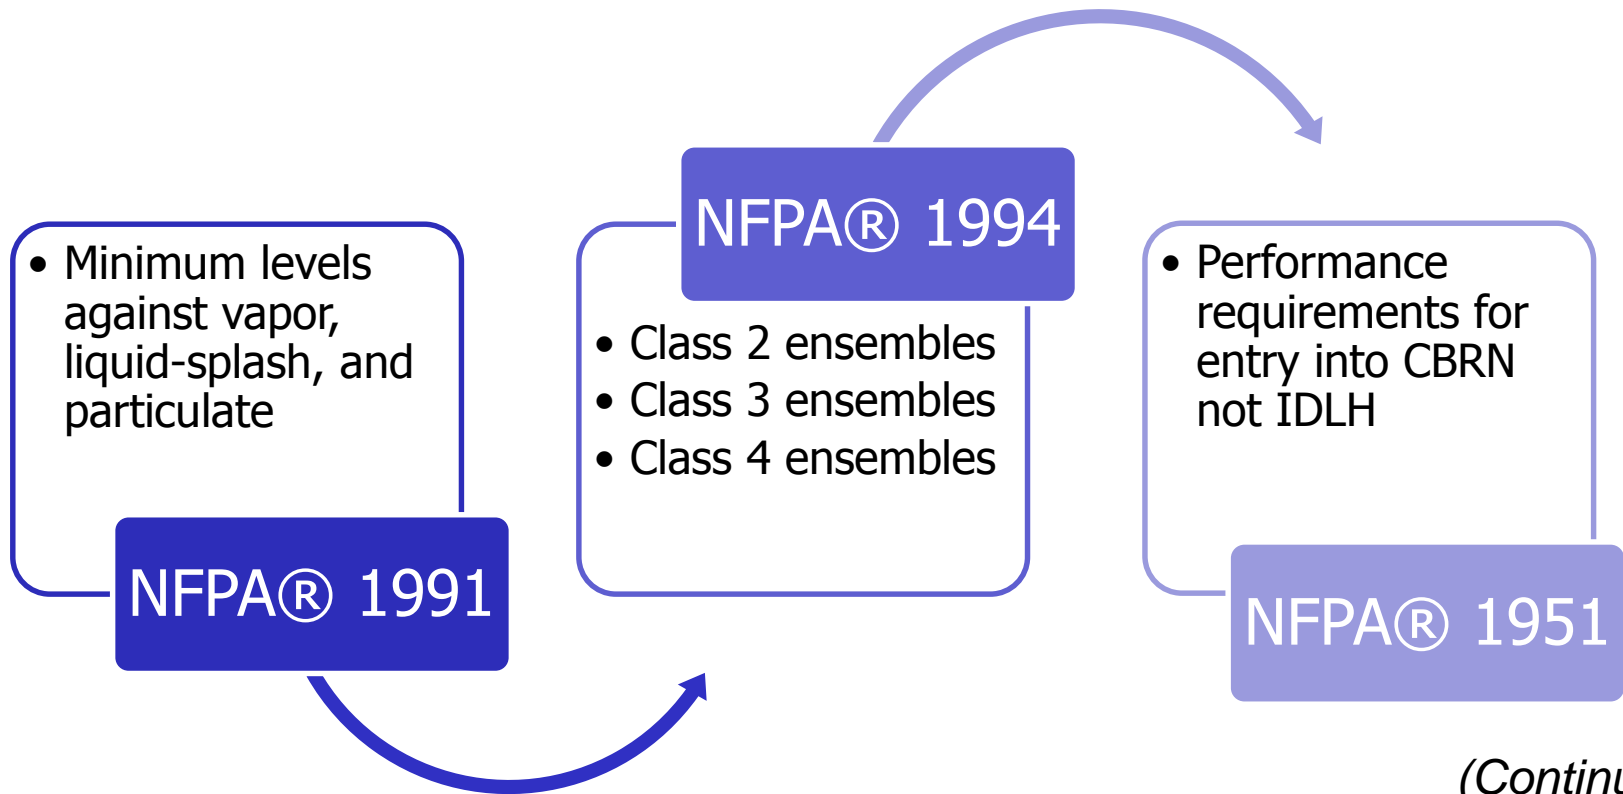 • Minimum levels
against vapor,
liquid-splash, and
particulate
NFPA® 1991
NFPA® 1994
• Class 2 ensembles
• Class 3 ensembles
• Class 4 ensembles
• Performance
requirements for
entry into CBRN
not IDLH
NFPA® 1951
(Continu